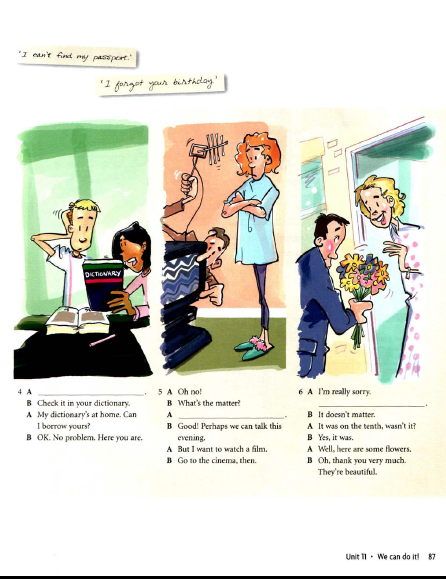 'I can't find my passport.'
'I forgot your birthday.'
DICTIONARY
4 A ____________.
B Check it in your dictionary.
A My dictionary's at home. Can
I borrow yours?
B OK. No problem. Here you are.
5 A Oh no!
B What's the matter?
A ____________.
B Good! Perhaps we can talk this
evening.
A But I want to watch a film.
B Go to the cinema, then.
6 A I'm really sorry.
____________.
B It doesn't matter.
A It was on the tenth, wasn't it?
B Yes, it was.
A Well, here are some flowers.
B Oh, thank you very much.
They're beautiful.
Unit 11 • We can do it! 87